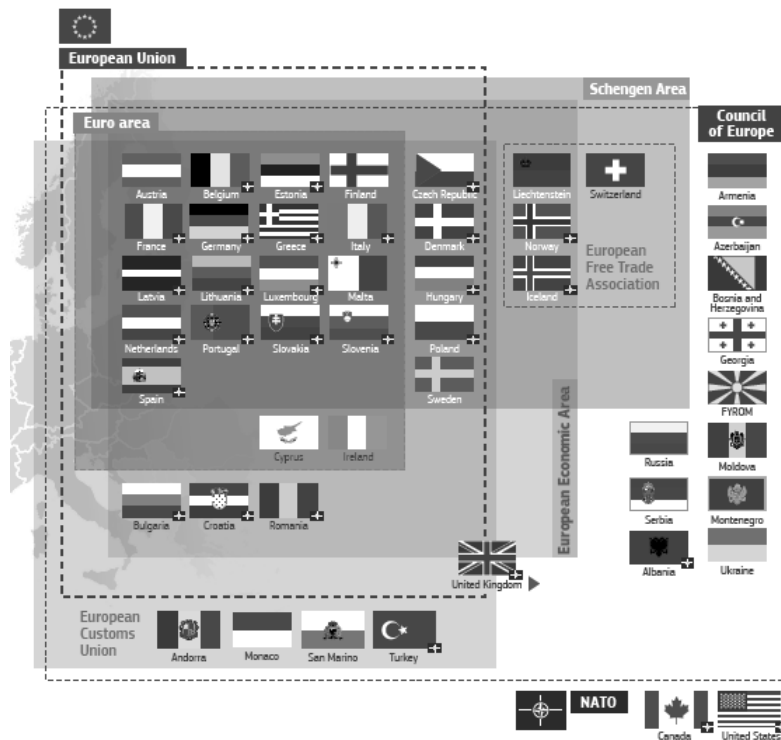 European Union
Schengen Area
Council
of Europe
Euro area
Austria
Belgium
Estonia
Finland
Czech Republic
Liechtenstein
Switzerland
Armenia
France
Germany
Greece
Italy
Denmark
Norway
European
Free Trade
Association
Azerbaijan
Latvia
Lithuania
Luxembourg
Malta
Hungary
Iceland
Bosnia and
Herzegovina
Netherlands
Portugal
Slovakia
Slovenia
Poland
Georgia
Spain
Sweden
FYROM
Cyprus
Ireland
European Economic Area
Russia
Moldova
Bulgaria
Croatia
Romania
Serbia
Montenegro
United Kingdom
Albania
Ukraine
European
Customs
Union
Andorra
Monaco
San Marino
Turkey
NATO
Canada
United States